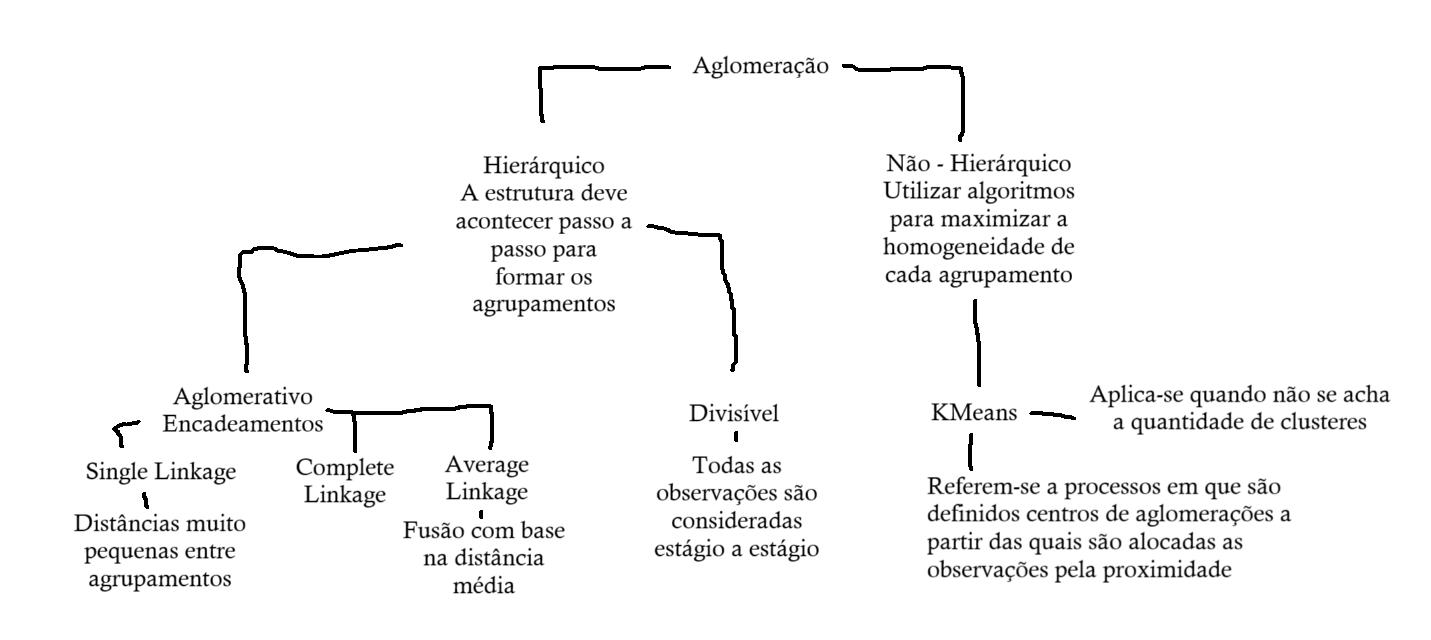 Aglomeração
Hierárquico
A estrutura deve
acontecer passo a
passo para
formar os
agrupamentos
Não - Hierárquico
Utilizar algoritmos
para maximizar a
homogeneidade de
cada agrupamento
Aglomerativo
Encadeamentos
Single Linkage
Distâncias muito
pequenas entre
agrupamentos
Complete
Linkage
Average
Linkage
Fusão com base
na distância
média
Divisível
Todas as
observações são
consideradas
estágio a estágio
KMeans
Aplica-se quando não se acha
a quantidade de clusteres
Referem-se a processos em que são
definidos centros de aglomerações a
partir das quais são alocadas as
observações pela proximidade